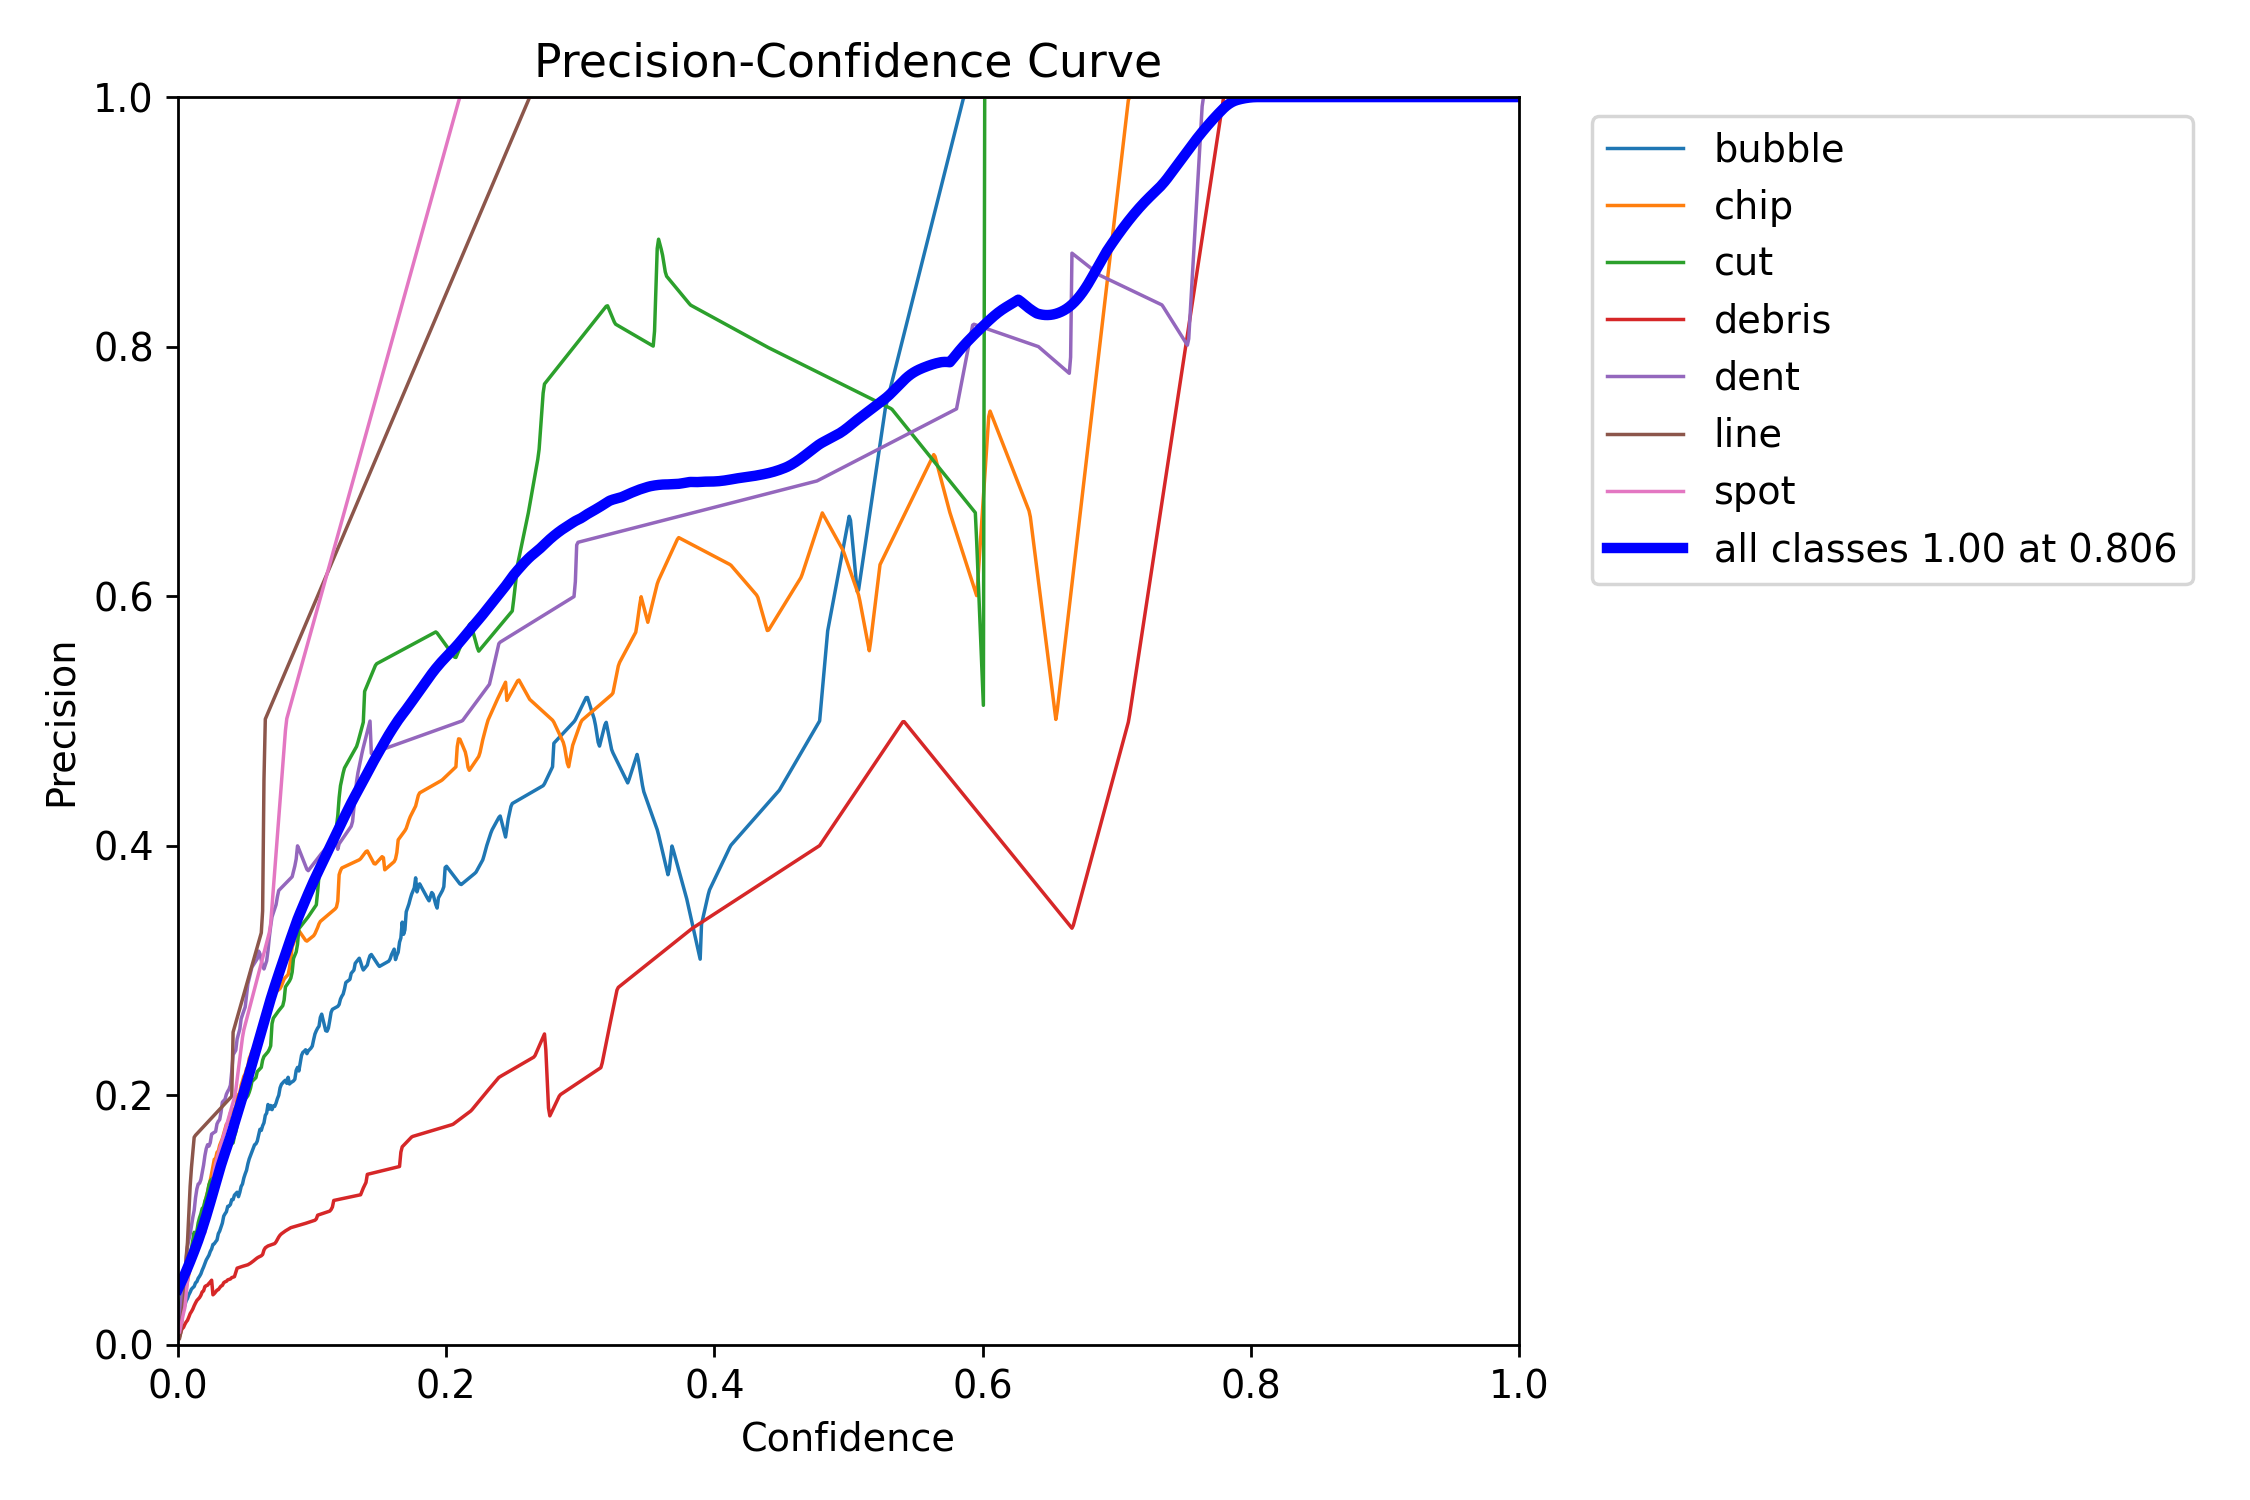 Precision-Confidence Curve
1.0
0.8
0.6
0.4
0.2
0.0
Precision
0.0 0.2 0.4 0.6 0.8 1.0
Confidence
bubble
chip
cut
debris
dent
line
spot
all classes 1.00 at 0.806